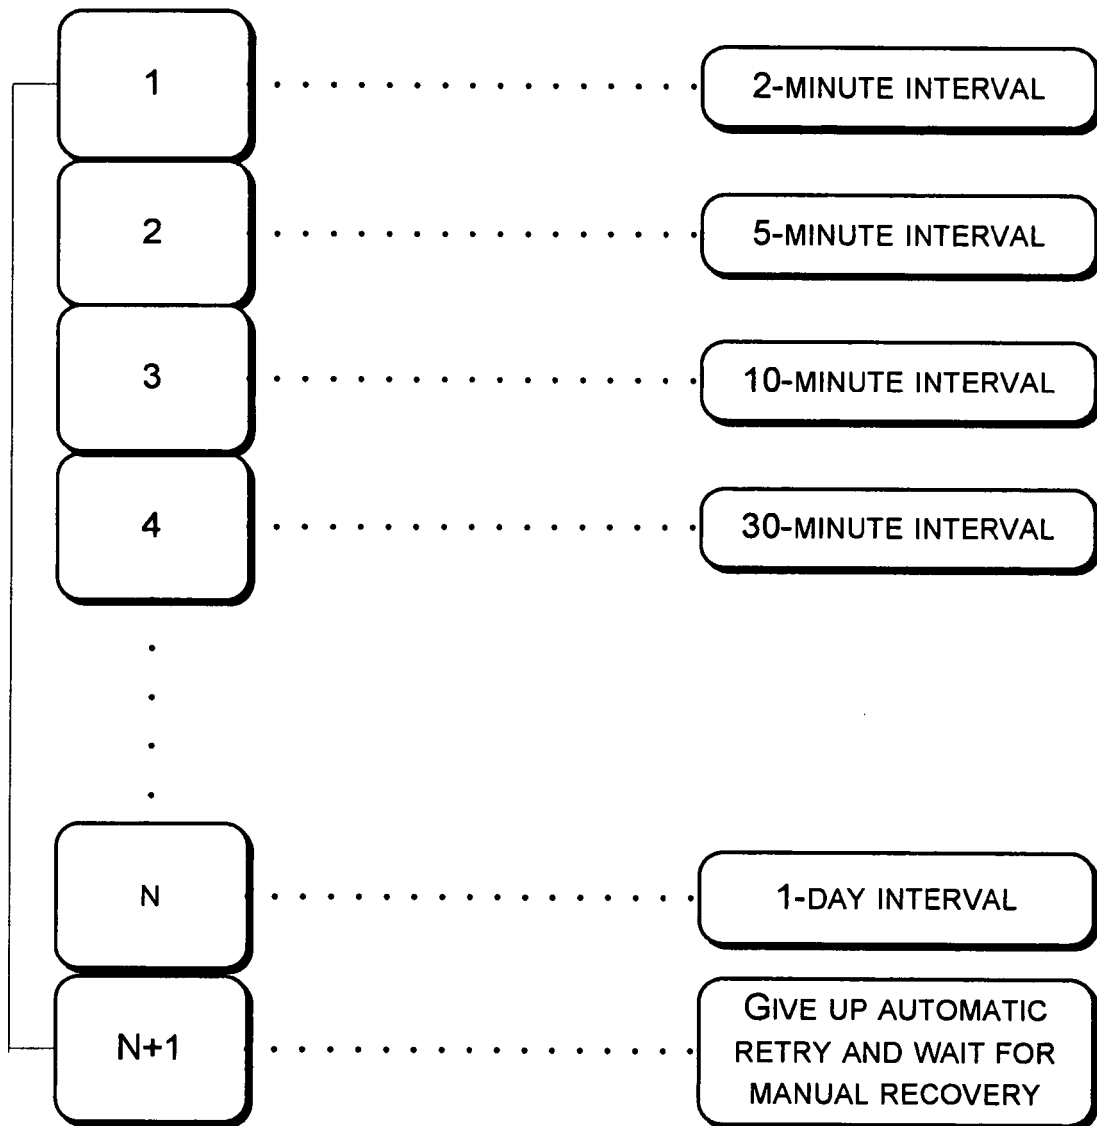 1
2-MINUTE INTERVAL
2
5-MINUTE INTERVAL
3
10-MINUTE INTERVAL
4
30-MINUTE INTERVAL
N
1-DAY INTERVAL
N+1
GIVE UP AUTOMATIC
RETRY AND WAIT FOR
MANUAL RECOVERY